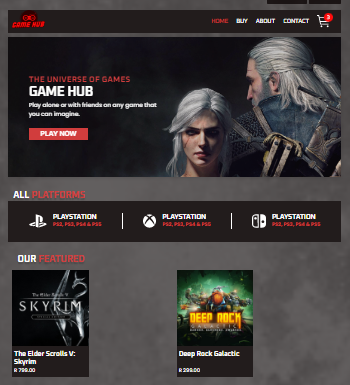 GAME HUB
HOME BUY ABOUT CONTACT
3
THE UNIVERSE OF GAMES
GAME HUB
Play alone or with friends on any game that
you can imagine.
PLAY NOW
ALL PLATFORMS
PLAYSTATION
PS2, PS3, PS4 & PS5
PLAYSTATION
PS2, PS3, PS4 & PS5
PLAYSTATION
PS2, PS3, PS4 & PS5
OUR FEATURED
The Elder Scrolls V
SKYRIM
The Elder Scrolls V:
Skyrim
R 799.00
DEEP ROCK
GALACTIC
Deep Rock Galactic
R 399.00